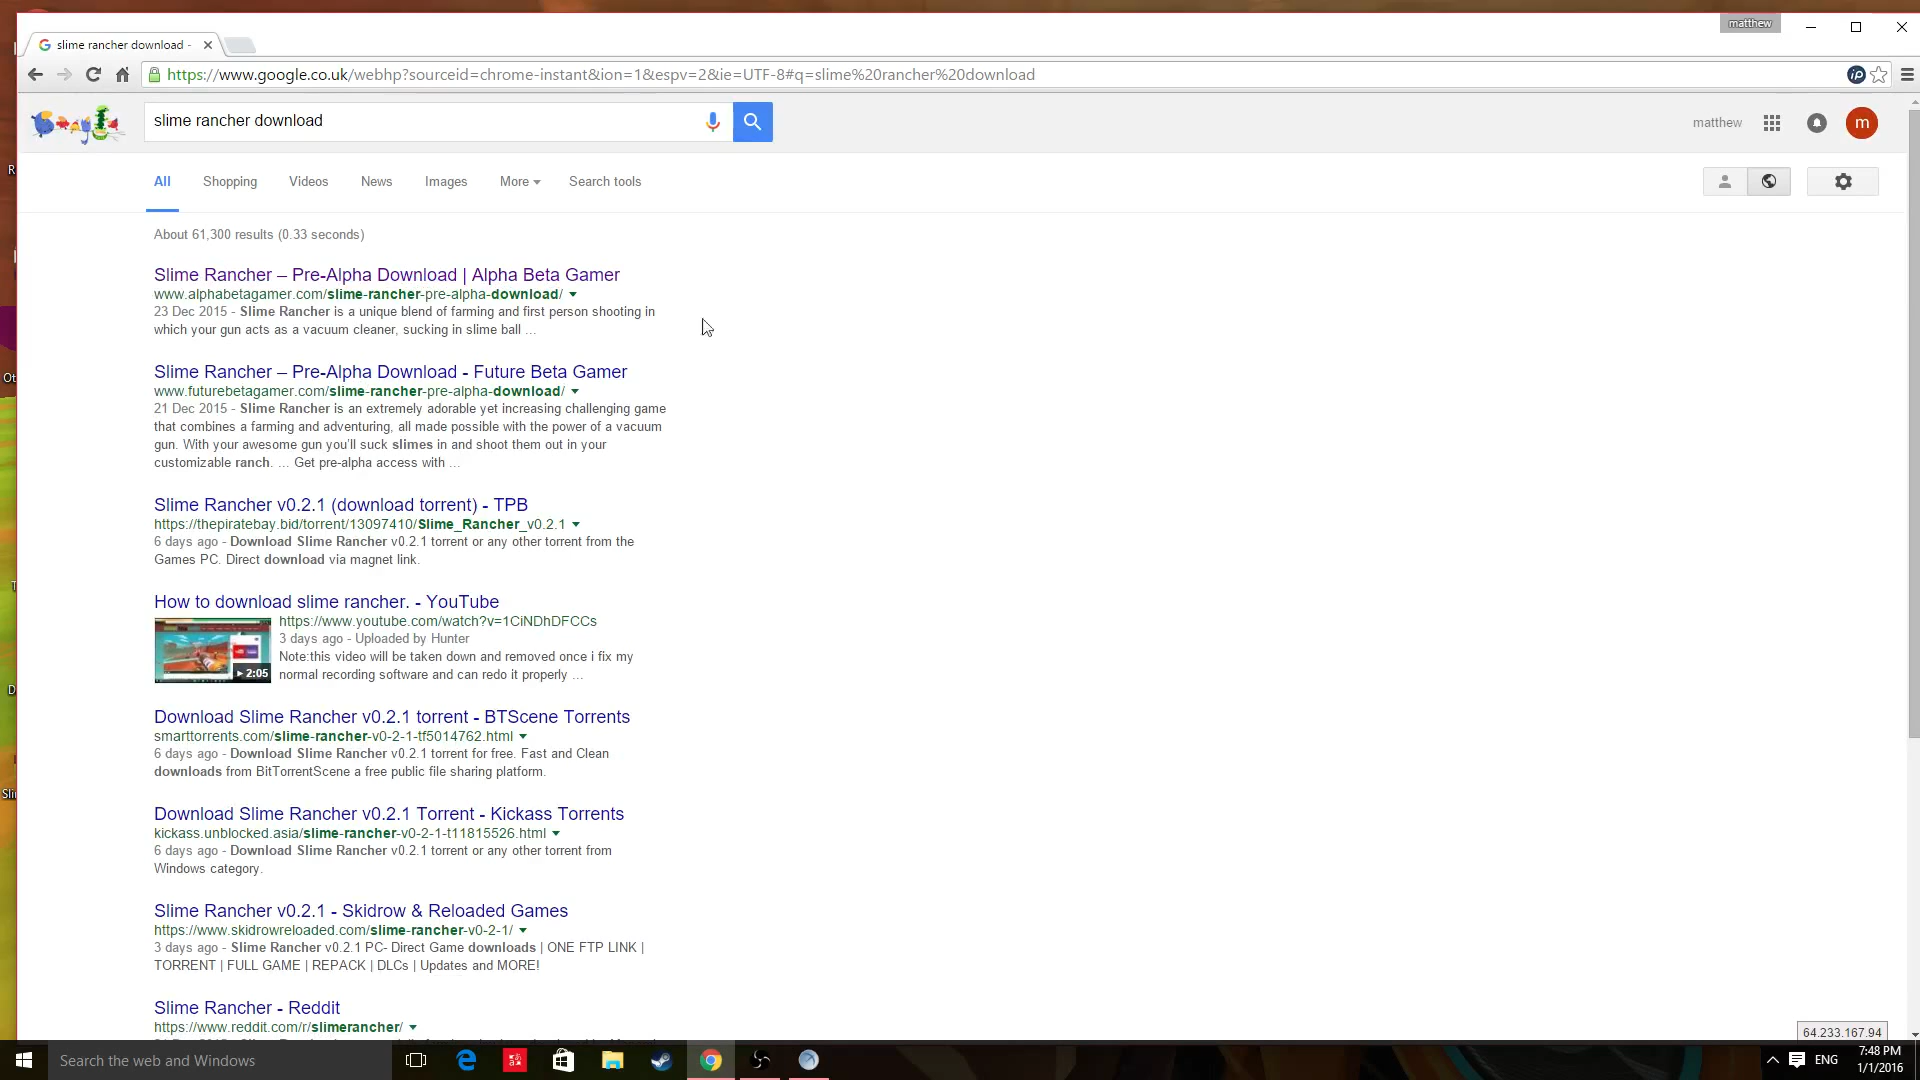 matthew
slime rancher download -
https://www.google.co.uk/webhp?sourceid=chrome-instant&ion=1&espv=2&ie=UTF-8#q=slime%20rancher%20download
slime rancher download
matthew
m
All Shopping Videos News Images More Search tools
About 61,300 results (0.33 seconds)
Slime Rancher – Pre-Alpha Download | Alpha Beta Gamer
www.alphabetagamer.com/slime-rancher-pre-alpha-download/
23 Dec 2015 - Slime Rancher is a unique blend of farming and first person shooting in
which your gun acts as a vacuum cleaner, sucking in slime ball ...
Slime Rancher – Pre-Alpha Download - Future Beta Gamer
www.futurebetagamer.com/slime-rancher-pre-alpha-download/
21 Dec 2015 - Slime Rancher is an extremely adorable yet increasing challenging game
that combines a farming and adventuring, all made possible with the power of a vacuum
gun. With your awesome gun you'll suck slimes in and shoot them out in your
customizable ranch. ... Get pre-alpha access with ...
Slime Rancher v0.2.1 (download torrent) - TPB
https://thepiratebay.bid/torrent/13097410/Slime_Rancher_v0.2.1
6 days ago - Download Slime Rancher v0.2.1 torrent or any other torrent from the
Games PC. Direct download via magnet link.
How to download slime rancher. - YouTube
https://www.youtube.com/watch?v=1CiNDhDFCCs
3 days ago - Uploaded by Hunter
Note:this video will be taken down and removed once i fix my
normal recording software and can redo it properly ...
2:05
Download Slime Rancher v0.2.1 torrent - BTScene Torrents
smarttorrents.com/slime-rancher-v0-2-1-tf5014762.html
6 days ago - Download Slime Rancher v0.2.1 torrent for free. Fast and Clean
downloads from BitTorrentScene a free public file sharing platform.
Download Slime Rancher v0.2.1 Torrent - Kickass Torrents
kickass.unblocked.asia/slime-rancher-v0-2-1-t11815526.html
6 days ago - Download Slime Rancher v0.2.1 torrent or any other torrent from
Windows category.
Slime Rancher v0.2.1 - Skidrow & Reloaded Games
https://www.skidrowreloaded.com/slime-rancher-v0-2-1/
3 days ago - Slime Rancher v0.2.1 PC- Direct Game downloads | ONE FTP LINK |
TORRENT | FULL GAME | REPACK | DLCs | Updates and MORE!
Slime Rancher - Reddit
https://www.reddit.com/r/slimerancher/
64.233.167.94
Search the web and Windows
ENG
7:48 PM
1/1/2016